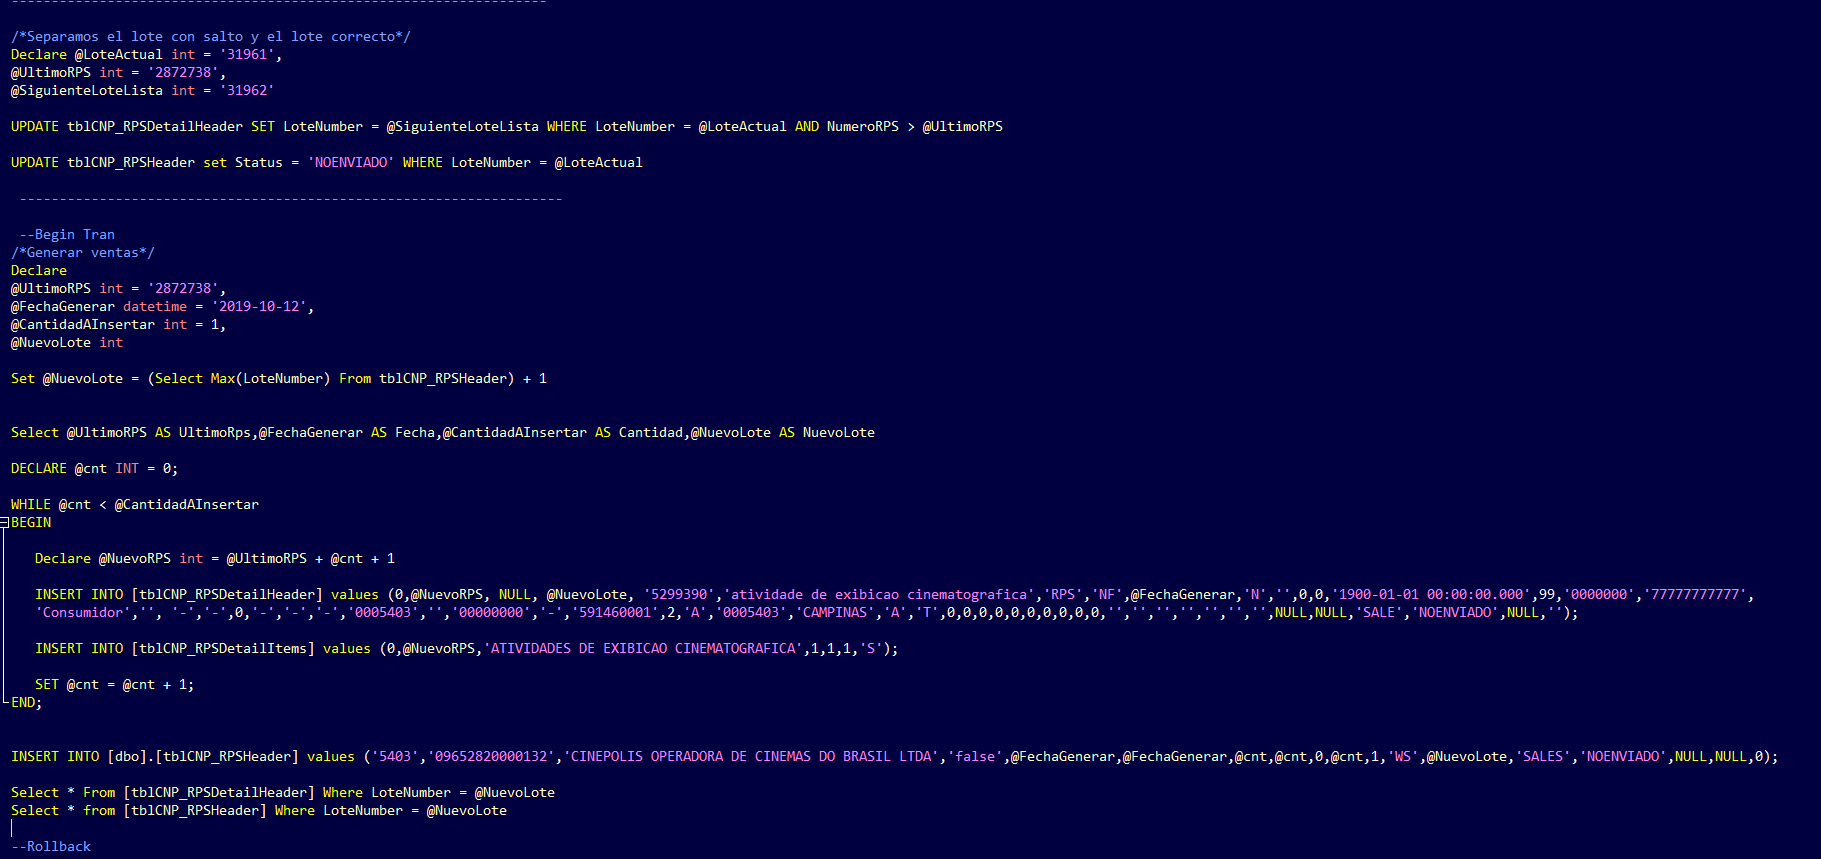 --------------------------------------------------------------------
/*Separamos el lote con salto y el lote correcto*/
Declare @LoteActual int = '31961',
@UltimoRPS int = '2872738',
@SiguienteLoteLista int = '31962'
UPDATE tblCNP_RPSDetailHeader SET LoteNumber = @SiguienteLoteLista WHERE LoteNumber = @LoteActual AND NumeroRPS > @UltimoRPS
UPDATE tblCNP_RPSHeader set Status = 'NOENVIADO' WHERE LoteNumber = @LoteActual
--------------------------------------------------------------------
--Begin Tran
/*Generar ventas*/
Declare
@UltimoRPS int = '2872738',
@FechaGenerar datetime = '2019-10-12',
@CantidadAInsertar int = 1,
@NuevoLote int
Set @NuevoLote = (Select Max(LoteNumber) From tblCNP_RPSHeader) + 1
Select @UltimoRPS AS UltimoRps,@FechaGenerar AS Fecha,@CantidadAInsertar AS Cantidad,@NuevoLote AS NuevoLote
DECLARE @cnt INT = 0;
WHILE @cnt < @CantidadAInsertar
BEGIN
Declare @NuevoRPS int = @UltimoRPS + @cnt + 1
INSERT INTO [tblCNP_RPSDetailHeader] values (0,@NuevoRPS, NULL, @NuevoLote, '5299390','atividade de exibicao cinematografica','RPS','NF',@FechaGenerar,'N','',0,0,'1900-01-01 00:00:00.000',99,'0000000','77777777777',
'Consumidor','', '-','-',0,'-','-','-','0005403','','00000000','-','591460001',2,'A','0005403','CAMPINAS','A','T',0,0,0,0,0,0,0,0,0,0,'','','','','','',NULL,NULL,'SALE','NOENVIADO',NULL,'');
INSERT INTO [tblCNP_RPSDetailItems] values (0,@NuevoRPS,'ATIVIDADES DE EXIBICAO CINEMATOGRAFICA',1,1,1,'S');
SET @cnt = @cnt + 1;
END;
INSERT INTO [dbo].[tblCNP_RPSHeader] values ('5403','09652820000132','CINEPOLIS OPERADORA DE CINEMAS DO BRASIL LTDA','false',@FechaGenerar,@FechaGenerar,@cnt,@cnt,0,@cnt,1,'WS',@NuevoLote,'SALES','NOENVIADO',NULL,NULL,0);
Select * From [tblCNP_RPSDetailHeader] Where LoteNumber = @NuevoLote
Select * from [tblCNP_RPSHeader] Where LoteNumber = @NuevoLote
--Rollback